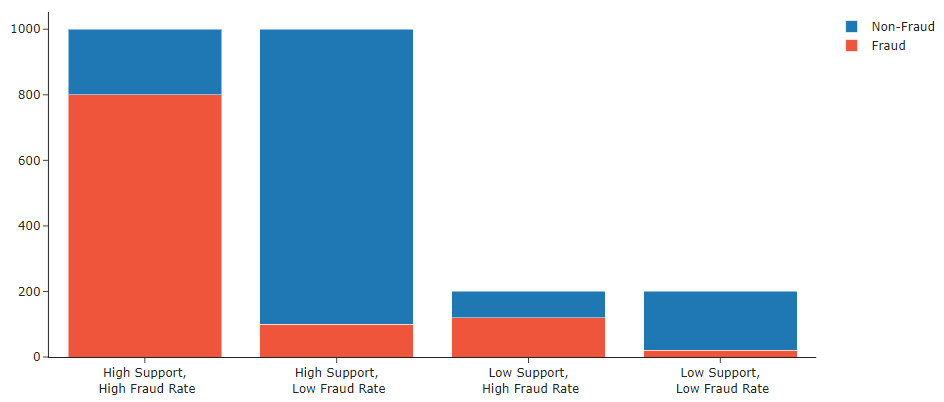 1000
800
600
400
200
0
High Support,
High Fraud Rate
High Support,
Low Fraud Rate
Low Support,
High Fraud Rate
Low Support,
Low Fraud Rate
Non-Fraud
Fraud